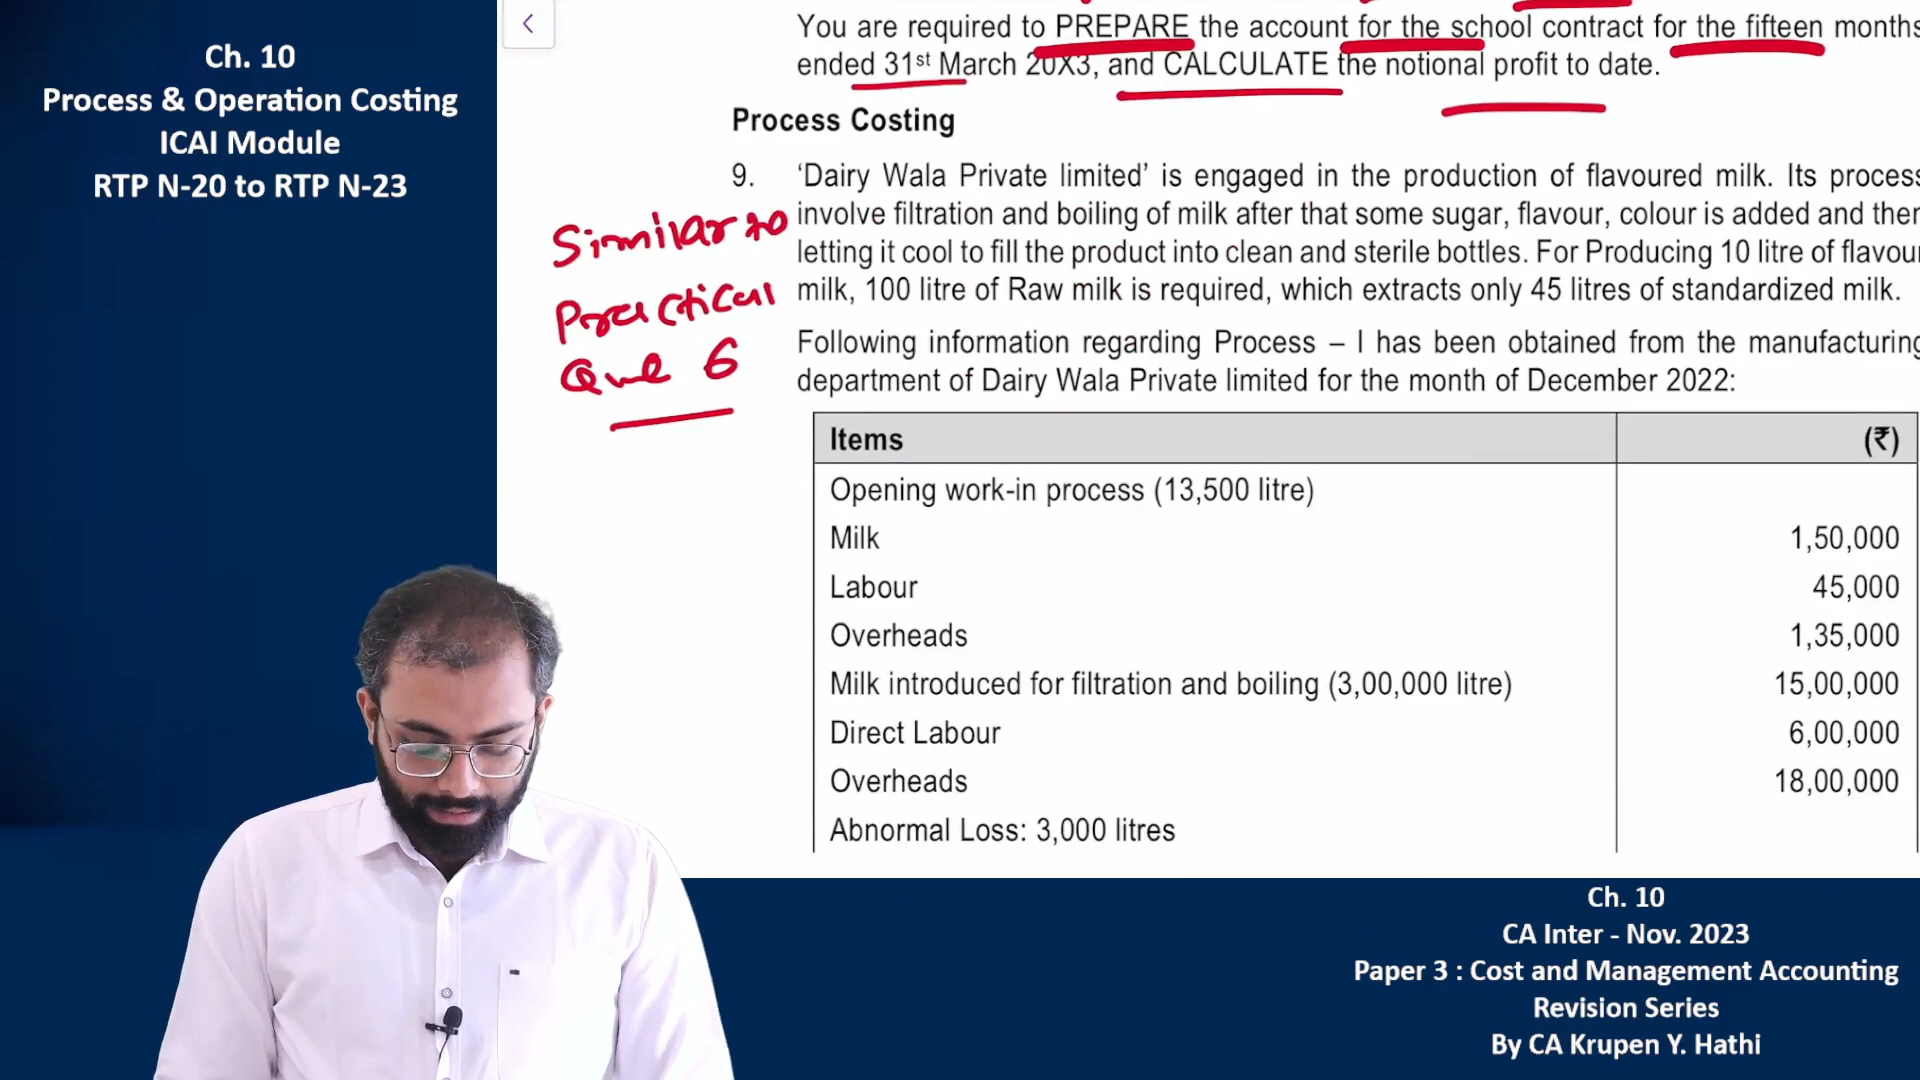 Ch. 10
Process & Operation Costing
ICAI Module
RTP N-20 to RTP N-23
You are required to PREPARE the account for the school contract for the fifteen months
ended 31st March 20X3, and CALCULATE the notional profit to date.
Process Costing
9. 'Dairy Wala Private limited' is engaged in the production of flavoured milk. Its process
involve filtration and boiling of milk after that some sugar, flavour, colour is added and then
letting it cool to fill the product into clean and sterile bottles. For Producing 10 litre of flavour
milk, 100 litre of Raw milk is required, which extracts only 45 litres of standardized milk.
Similar to
Practical
Que 6
Following information regarding Process – I has been obtained from the manufacturing
department of Dairy Wala Private limited for the month of December 2022:
Items (₹)
Opening work-in process (13,500 litre)
Milk 1,50,000
Labour 45,000
Overheads 1,35,000
Milk introduced for filtration and boiling (3,00,000 litre) 15,00,000
Direct Labour 6,00,000
Overheads 18,00,000
Abnormal Loss: 3,000 litres
Ch. 10
CA Inter - Nov. 2023
Paper 3 : Cost and Management Accounting
Revision Series
By CA Krupen Y. Hathi